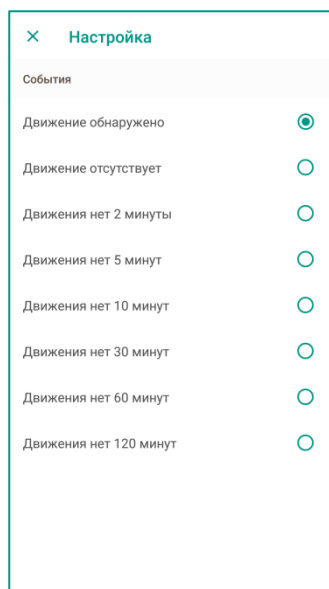 Настройка
События
Движение обнаружено
Движение отсутствует
Движения нет 2 минуты
Движения нет 5 минут
Движения нет 10 минут
Движения нет 30 минут
Движения нет 60 минут
Движения нет 120 минут